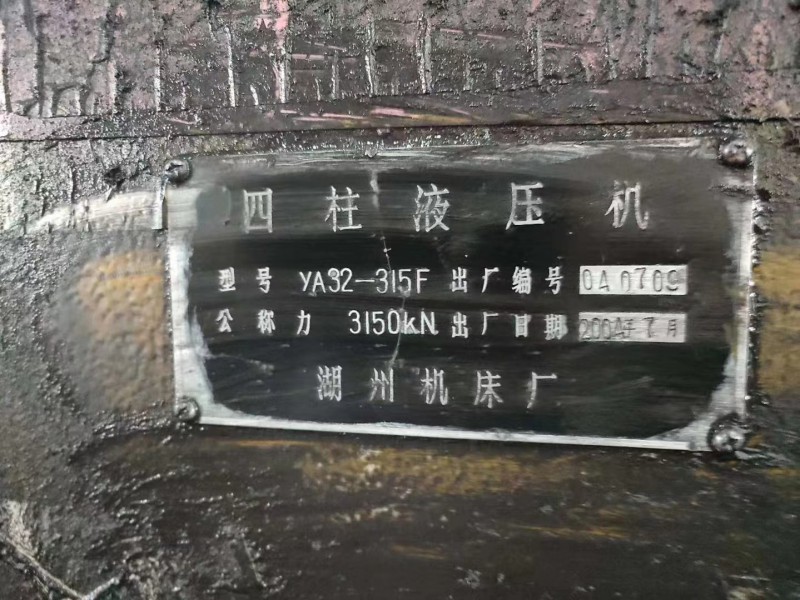 四柱液压机
型号 YA32-315F 出厂编号 040709
公称力 3150kN 出厂日期 2004年7月
湖州机床厂